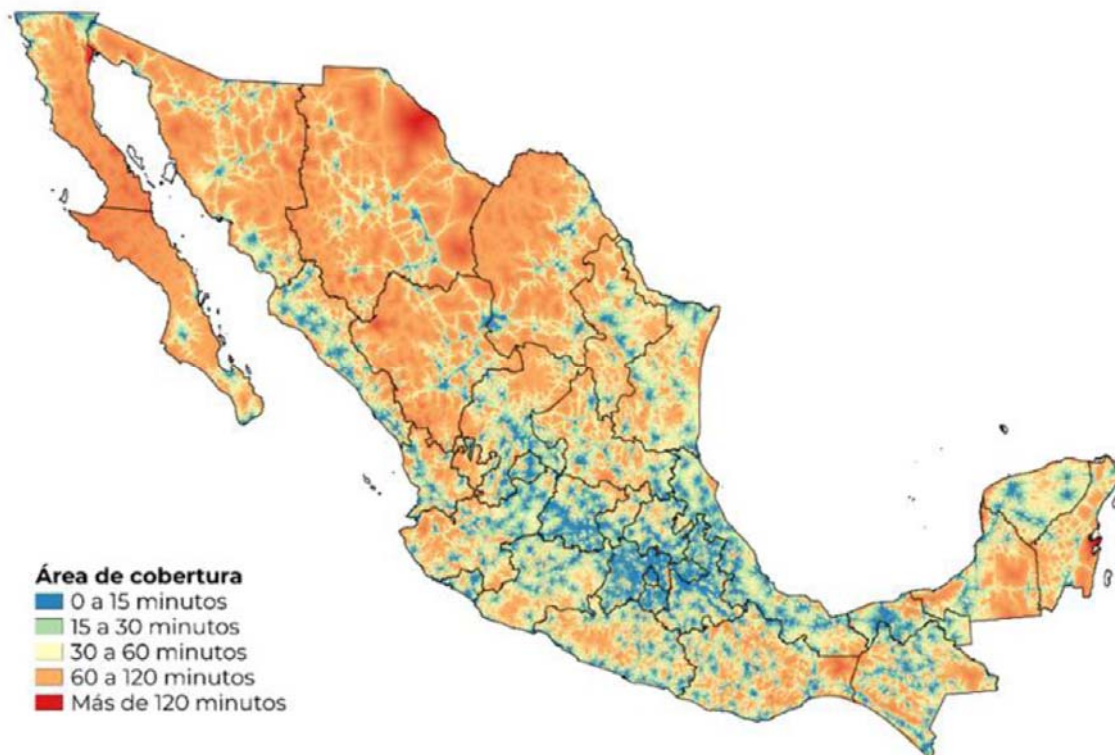 Área de cobertura
0 a 15 minutos
15 a 30 minutos
30 a 60 minutos
60 a 120 minutos
Más de 120 minutos